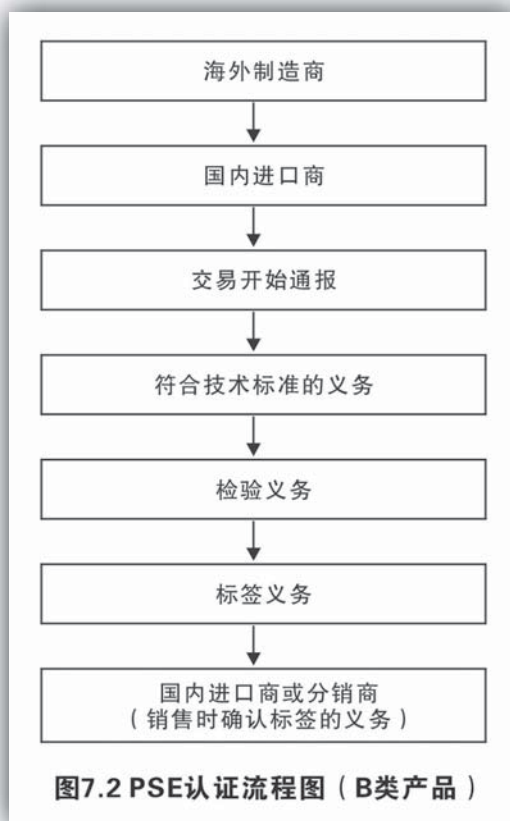 海外制造商
国内进口商
交易开始通报
符合技术标准的义务
检验义务
标签义务
国内进口商或分销商
（销售时确认标签的义务）
图7.2 PSE认证流程图（B类产品）